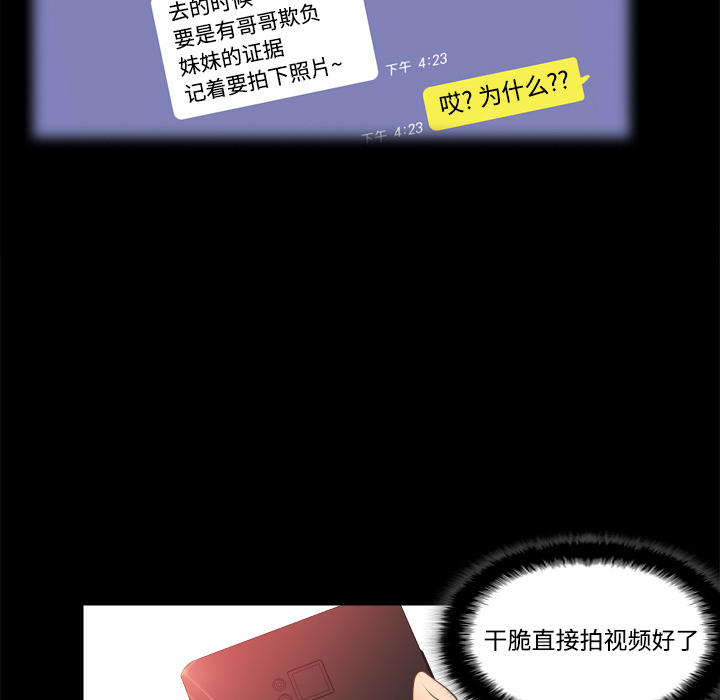 去的时候
要是有哥哥欺负
妹妹的证据
记着要拍下照片~
下午 4:23
哎? 为什么??
下午 4:23
干脆直接拍视频好了